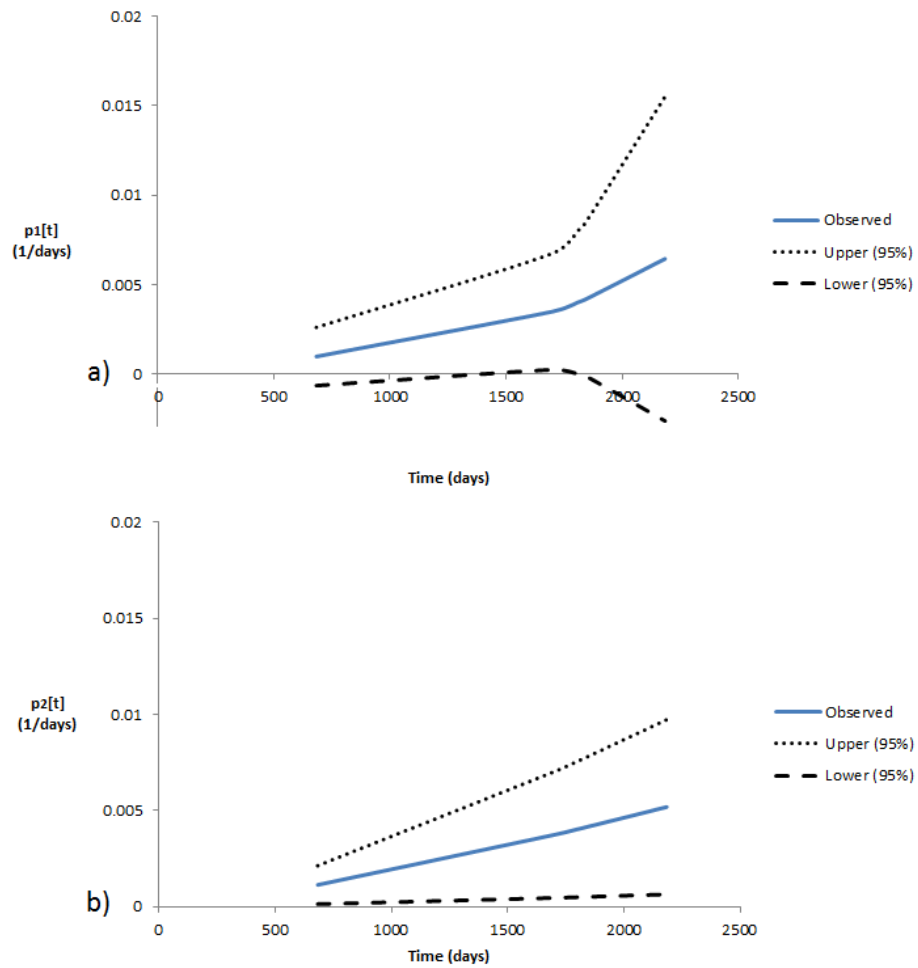 0.02
0.015
0.01
p1[t]
(1/days)
0.005
0
a)
0 500 1000 1500 2000 2500
Time (days)
Observed
Upper (95%)
Lower (95%)
0.02
0.015
0.01
p2[t]
(1/days)
0.005
0
b)
0 500 1000 1500 2000 2500
Time (days)
Observed
Upper (95%)
Lower (95%)